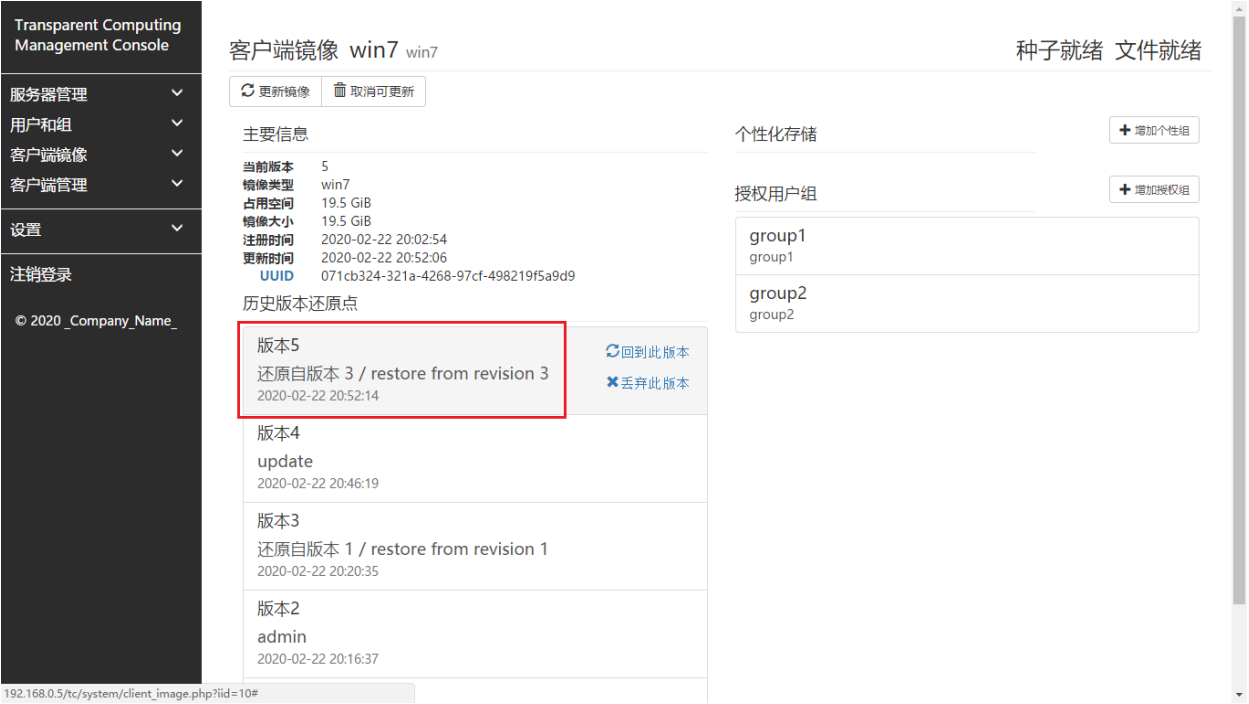 Transparent Computing
Management Console
服务器管理
用户和组
客户端镜像
客户端管理
设置
注销登录
© 2020 _Company_Name_
客户端镜像 win7 win7
种子就绪 文件就绪
更新镜像 取消可更新
主要信息
当前版本 5
镜像类型 win7
占用空间 19.5 GiB
镜像大小 19.5 GiB
注册时间 2020-02-22 20:02:54
更新时间 2020-02-22 20:52:06
UUID 071cb324-321a-4268-97cf-498219f5a9d9
历史版本还原点
版本5
还原自版本 3 / restore from revision 3
2020-02-22 20:52:14
回到此版本
丢弃此版本
版本4
update
2020-02-22 20:46:19
版本3
还原自版本 1 / restore from revision 1
2020-02-22 20:20:35
版本2
admin
2020-02-22 20:16:37
个性化存储
增加个性组
授权用户组
增加授权组
group1
group1
group2
group2
192.168.0.5/tc/system/client_image.php?iid=10#